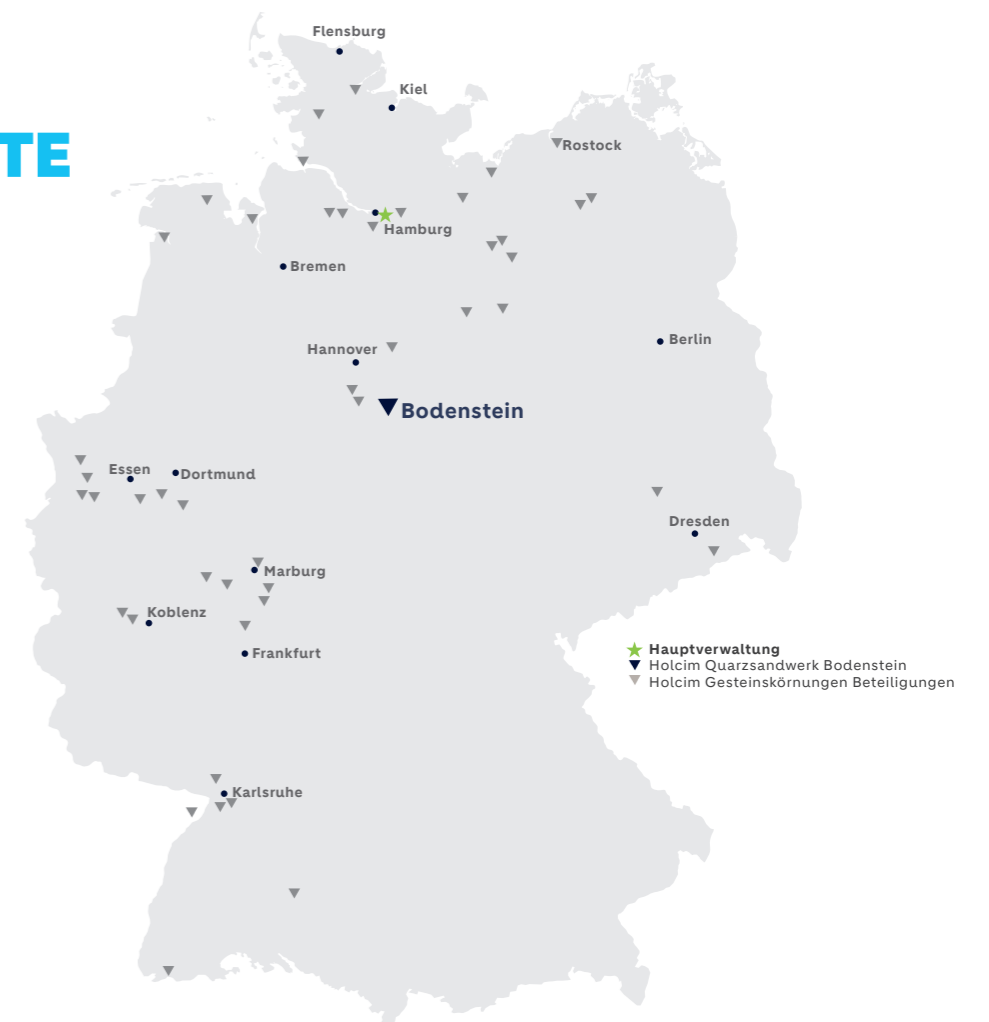 Flensburg
Kiel
TE
Rostock
Hamburg
Bremen
Hannover
Berlin
Bodenstein
Essen
Dortmund
Dresden
Marburg
Koblenz
Frankfurt
Hauptverwaltung
Holcim Quarzsandwerk Bodenstein
Holcim Gesteinskörnungen Beteiligungen
Karlsruhe